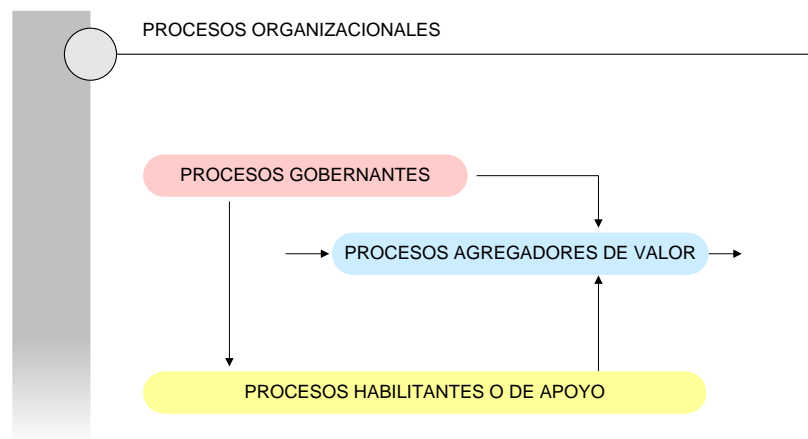 PROCESOS ORGANIZACIONALES
PROCESOS GOBERNANTES
PROCESOS AGREGADORES DE VALOR
PROCESOS HABILITANTES O DE APOYO